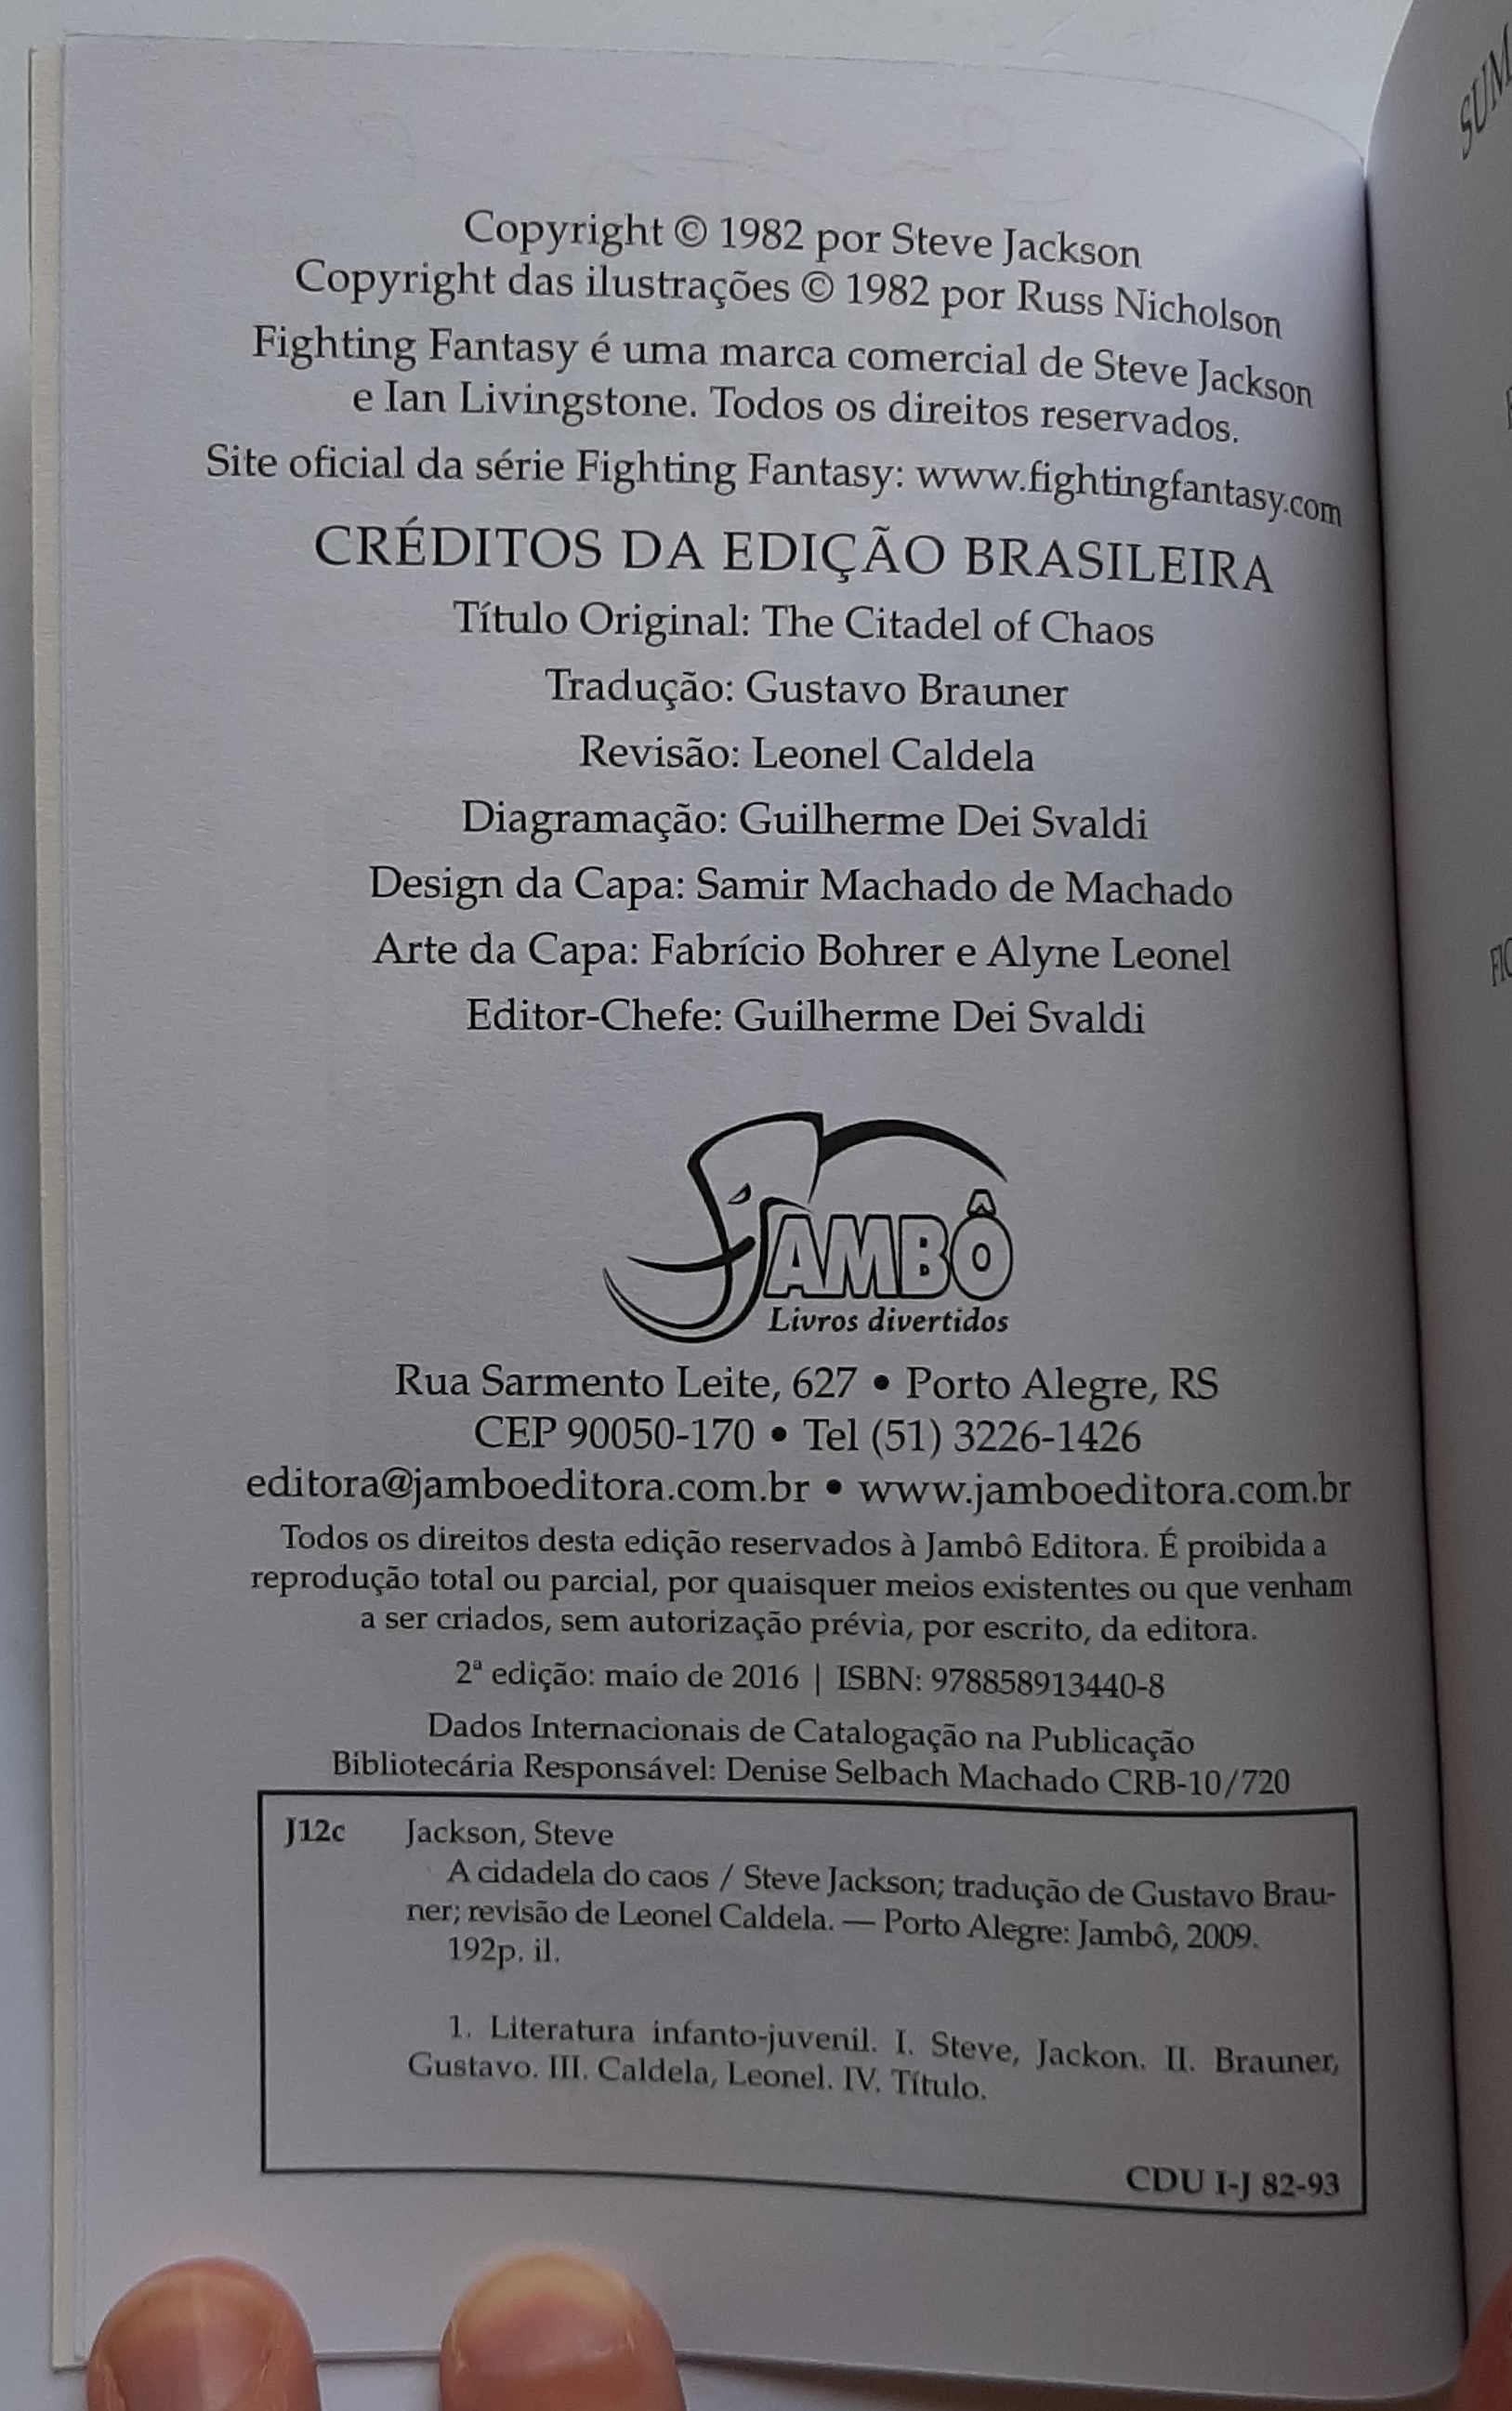 Copyright © 1982 por Steve Jackson
Copyright das ilustrações © 1982 por Russ Nicholson
Fighting Fantasy é uma marca comercial de Steve Jackson
e Ian Livingstone. Todos os direitos reservados.
Site oficial da série Fighting Fantasy: www.fightingfantasy.com
CRÉDITOS DA EDIÇÃO BRASILEIRA
Título Original: The Citadel of Chaos
Tradução: Gustavo Brauner
Revisão: Leonel Caldela
Diagramação: Guilherme Dei Svaldi
Design da Capa: Samir Machado de Machado
Arte da Capa: Fabrício Bohrer e Alyne Leonel
Editor-Chefe: Guilherme Dei Svaldi
JAMBÔ
Livros divertidos
Rua Sarmento Leite, 627 • Porto Alegre, RS
CEP 90050-170 • Tel (51) 3226-1426
editora@jamboeditora.com.br • www.jamboeditora.com.br
Todos os direitos desta edição reservados à Jambô Editora. É proibida a
reprodução total ou parcial, por quaisquer meios existentes ou que venham
a ser criados, sem autorização prévia, por escrito, da editora.
2ª edição: maio de 2016 | ISBN: 978858913440-8
Dados Internacionais de Catalogação na Publicação
Bibliotecária Responsável: Denise Selbach Machado CRB-10/720
J12c Jackson, Steve
A cidadela do caos / Steve Jackson; tradução de Gustavo Brau-
ner; revisão de Leonel Caldela. — Porto Alegre: Jambô, 2009.
192p. il.
1. Literatura infanto-juvenil. I. Steve, Jackon. II. Brauner,
Gustavo. III. Caldela, Leonel. IV. Título.
CDU I-J 82-93
SUM
FIC